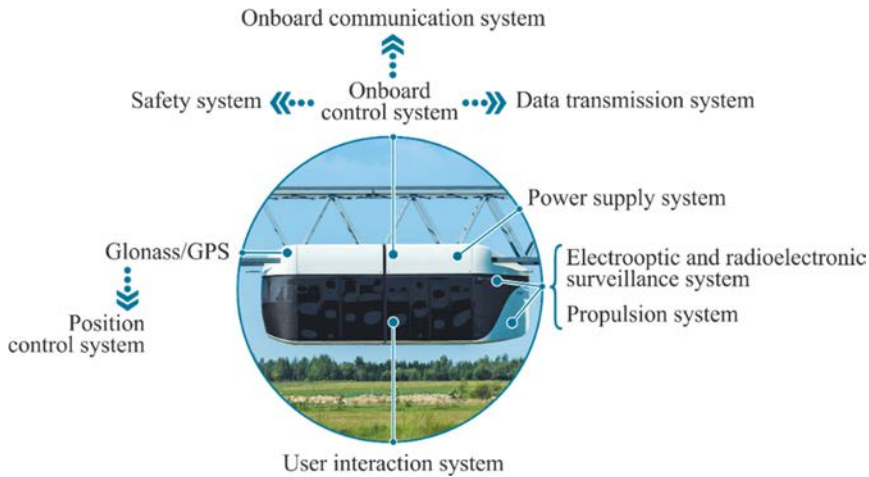 Onboard communication system
Safety system
Onboard
control system
Data transmission system
Power supply system
Glonass/GPS
Electrooptic and radioelectronic
surveillance system
Propulsion system
Position
control system
User interaction system